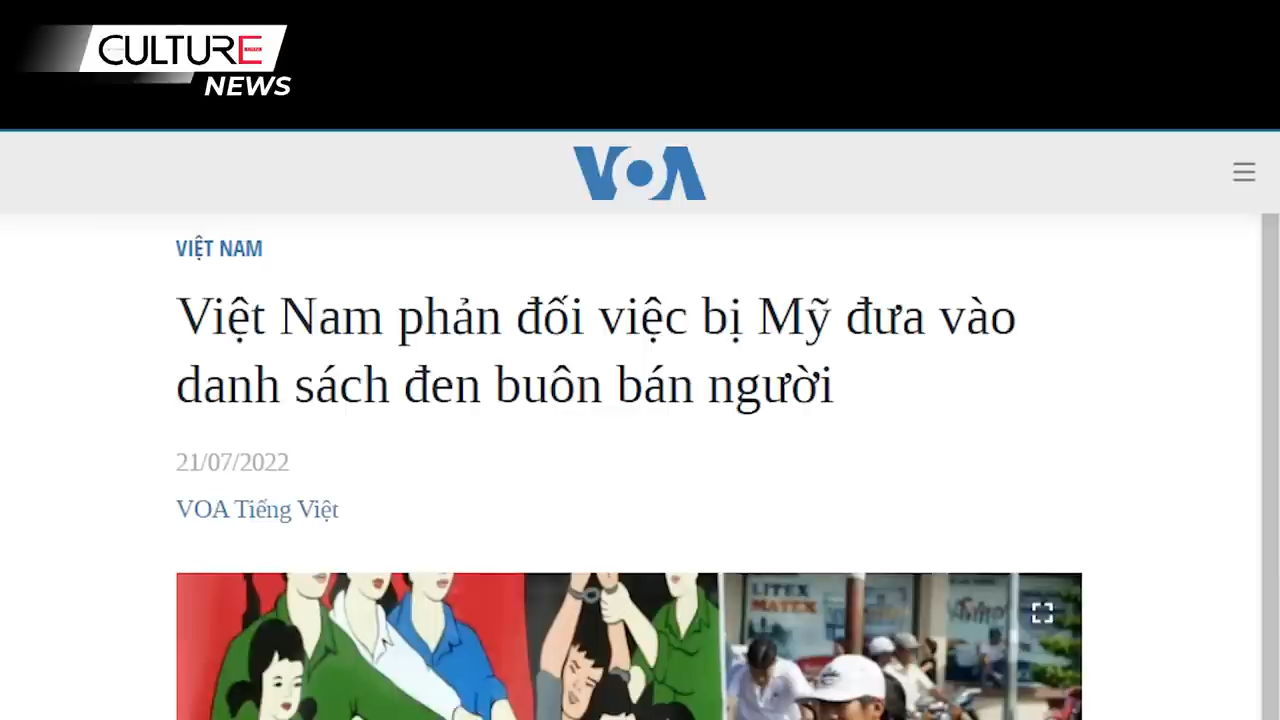 CULTURE
NEWS
VOA
VIỆT NAM
Việt Nam phản đối việc bị Mỹ đưa vào
danh sách đen buôn bán người
21/07/2022
VOA Tiếng Việt
LITEX
MATEX